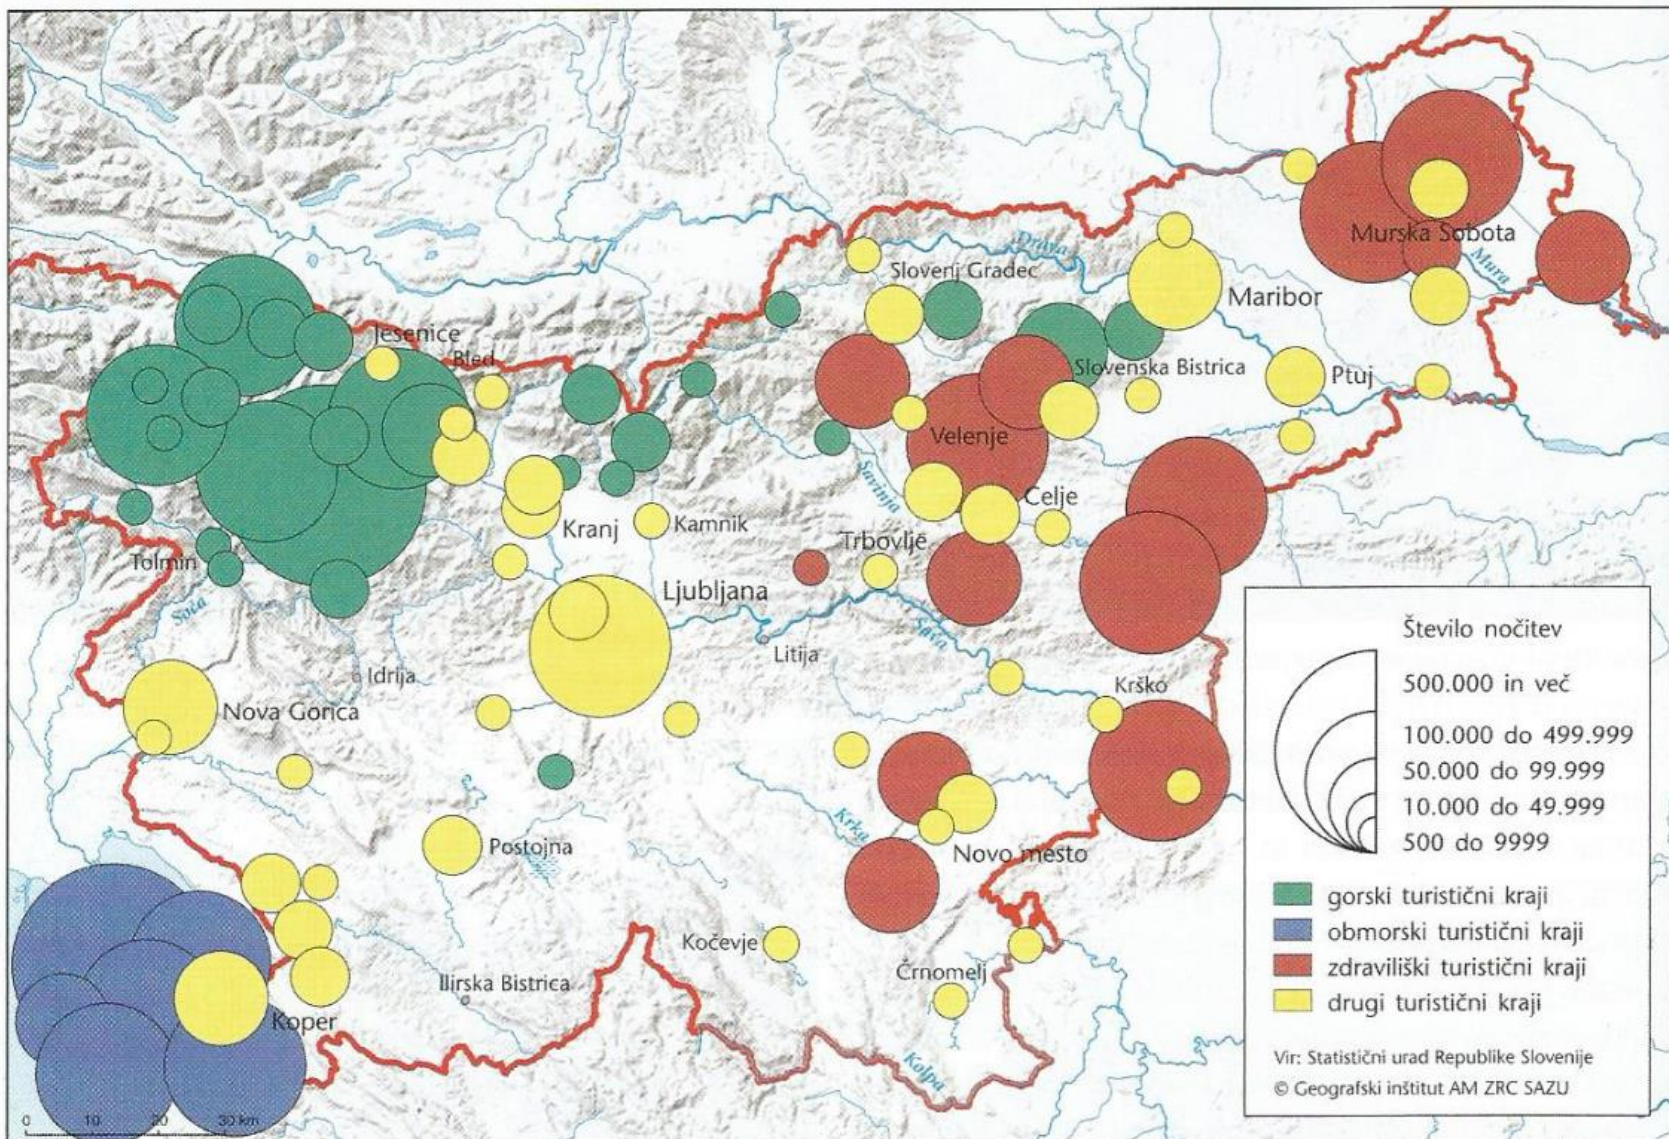 Drava
Slovenj Gradec
Murska Sobota
Mura
Maribor
Jesenice
Bled
Slovenska Bistrica
Ptuj
Velenje
Savinja
Celje
Kranj
Kamnik
Trbovlje
Tolmin
Ljubljana
Soča
Sava
Litija
Idrija
Krško
Nova Gorica
Krka
Postojna
Novo mesto
Kočevje
Črnomelj
Ilirska Bistrica
Koper
Kolpa
0 10 20 30 km
Število nočitev
500.000 in več
100.000 do 499.999
50.000 do 99.999
10.000 do 49.999
500 do 9999
gorski turistični kraji
obmorski turistični kraji
zdraviliški turistični kraji
drugi turistični kraji
Vir: Statistični urad Republike Slovenije
© Geografski inštitut AM ZRC SAZU